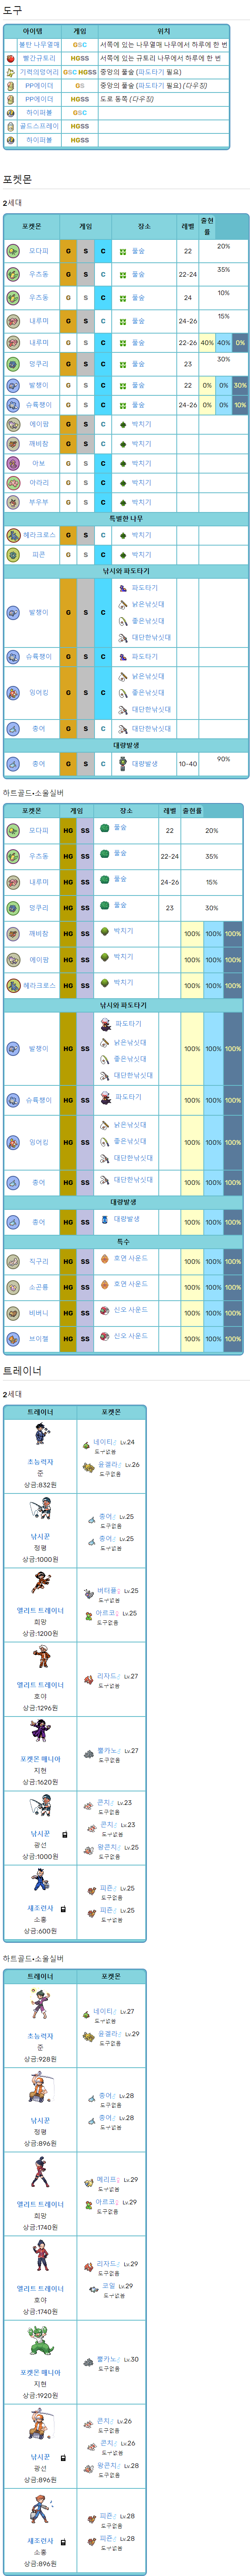 도구
아이템 게임 위치
불탄 나무열매 GSC 서쪽에 있는 나무열매 나무에서 하루에 한 번
빨간규토리 HGSS 서쪽에 있는 규토리 나무에서 하루에 한 번
기력의덩어리 GSC HGSS 중앙의 풀숲 (파도타기 필요)
PP에이더 GS 중앙의 풀숲 (파도타기 필요) (다우징)
PP에이더 HGSS 도로 동쪽 (다우징)
하이퍼볼 GSC
골드스프레이 HGSS
하이퍼볼 HGSS
포켓몬
2세대
포켓몬 게임 장소 레벨 출현률
모다피 G S C 풀숲 22 20%
우츠동 G S C 풀숲 22-24 35%
우츠동 G S C 풀숲 24 10%
내루미 G S C 풀숲 24-26 15%
내루미 G S C 풀숲 22-26 40% 40% 0%
덩쿠리 G S C 풀숲 23 30%
발챙이 G S C 풀숲 22 0% 0% 30%
슈륙챙이 G S C 풀숲 24-26 0% 0% 10%
에이팜 G S C 박치기
깨비참 G S C 박치기
아보 G S C 박치기
아라리 G S C 박치기
부우부 G S C 박치기
특별한 나무
헤라크로스 G S C 박치기
피콘 G S C 박치기
낚시와 파도타기
발챙이 G S C 파도타기
낡은낚싯대
좋은낚싯대
대단한낚싯대
슈륙챙이 G S C 파도타기
잉어킹 G S C 낡은낚싯대
좋은낚싯대
대단한낚싯대
총어 G S C 대단한낚싯대
대량발생
총어 G S C 대량발생 10-40 90%
하트골드•소울실버
포켓몬 게임 장소 레벨 출현률
모다피 HG SS 풀숲 22 20%
우츠동 HG SS 풀숲 22-24 35%
내루미 HG SS 풀숲 24-26 15%
덩쿠리 HG SS 풀숲 23 30%
깨비참 HG SS 박치기 100% 100% 100%
에이팜 HG SS 박치기 100% 100% 100%
헤라크로스 HG SS 박치기 100% 100% 100%
낚시와 파도타기
발챙이 HG SS 파도타기 100% 100% 100%
낡은낚싯대
좋은낚싯대
대단한낚싯대
슈륙챙이 HG SS 파도타기 100% 100% 100%
잉어킹 HG SS 낡은낚싯대 100% 100% 100%
좋은낚싯대
대단한낚싯대
총어 HG SS 대단한낚싯대 100% 100% 100%
대량발생
총어 HG SS 대량발생 100% 100% 100%
특수
직구리 HG SS 호연 사운드 100% 100% 100%
소곤룡 HG SS 호연 사운드 100% 100% 100%
비버니 HG SS 신오 사운드 100% 100% 100%
브이젤 HG SS 신오 사운드 100% 100% 100%
트레이너
2세대
트레이너 포켓몬
초능력자
준
상금:832원
네이티♂ Lv.24
도구없음
윤겔라♂ Lv.26
도구없음
낚시꾼
정평
상금:1000원
총어♂ Lv.25
도구없음
총어♂ Lv.25
도구없음
엘리트 트레이너
희망
상금:1200원
버터플♀ Lv.25
도구없음
아르코♀ Lv.25
도구없음
엘리트 트레이너
호야
상금:1296원
리자드♂ Lv.27
도구없음
포켓몬 매니아
지현
상금:1620원
뿔카노♂ Lv.27
도구없음
낚시꾼
광선
상금:1000원
콘치♂ Lv.23
도구없음
콘치♂ Lv.23
도구없음
왕콘치♂ Lv.25
도구없음
새조련사
소룡
상금:600원
피죤♂ Lv.25
도구없음
피죤♂ Lv.25
도구없음
하트골드•소울실버
트레이너 포켓몬
초능력자
준
상금:928원
네이티♂ Lv.27
도구없음
윤겔라♂ Lv.29
도구없음
낚시꾼
정평
상금:896원
총어♂ Lv.28
도구없음
총어♂ Lv.28
도구없음
엘리트 트레이너
희망
상금:1740원
메리프♀ Lv.29
도구없음
아르코♀ Lv.29
도구없음
엘리트 트레이너
호야
상금:1740원
리자드♂ Lv.29
도구없음
코일 Lv.29
도구없음
포켓몬 매니아
지현
상금:1920원
뿔카노♂ Lv.30
도구없음
낚시꾼
광선
상금:896원
콘치♂ Lv.26
도구없음
콘치♂ Lv.26
도구없음
왕콘치♂ Lv.28
도구없음
새조련사
소룡
상금:896원
피죤♂ Lv.28
도구없음
피죤♂ Lv.28
도구없음